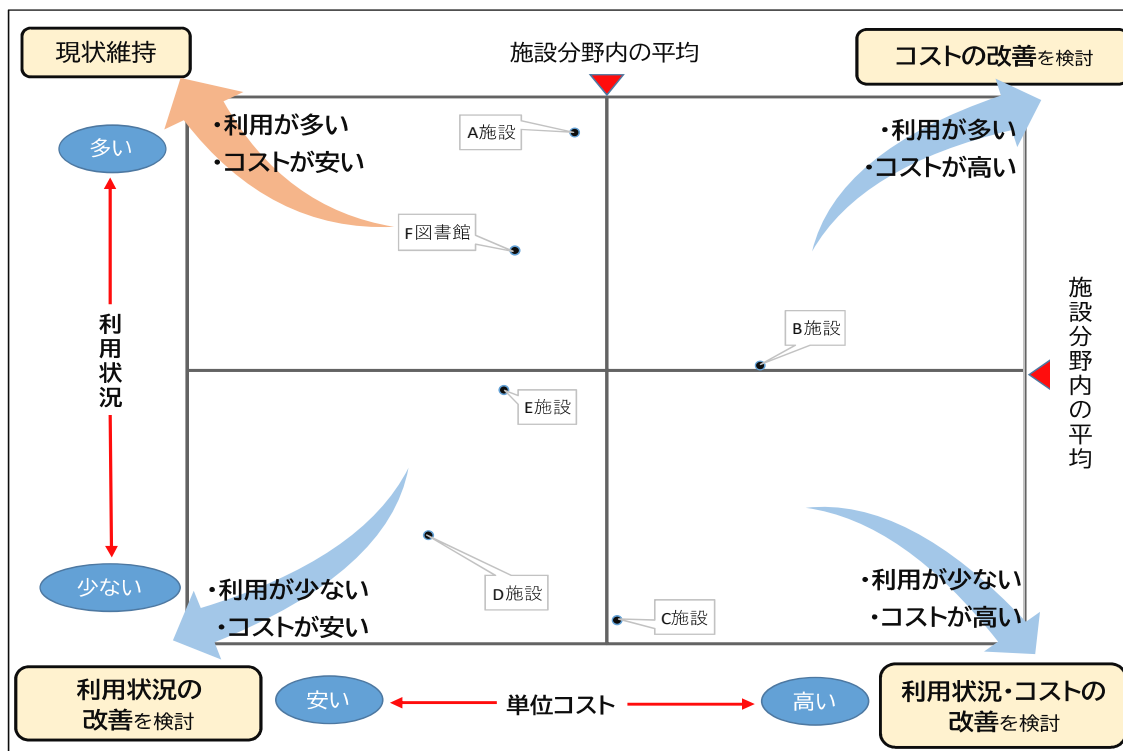 現状維持
施設分野内の平均
コストの改善を検討
・利用が多い
・コストが安い
A施設
・利用が多い
・コストが高い
多い
F図書館
利用状況
B施設
施設分野内の平均
E施設
少ない
・利用が少ない
・コストが安い
D施設
C施設
・利用が少ない
・コストが高い
利用状況の
改善を検討
安い
単位コスト
高い
利用状況・コストの
改善を検討